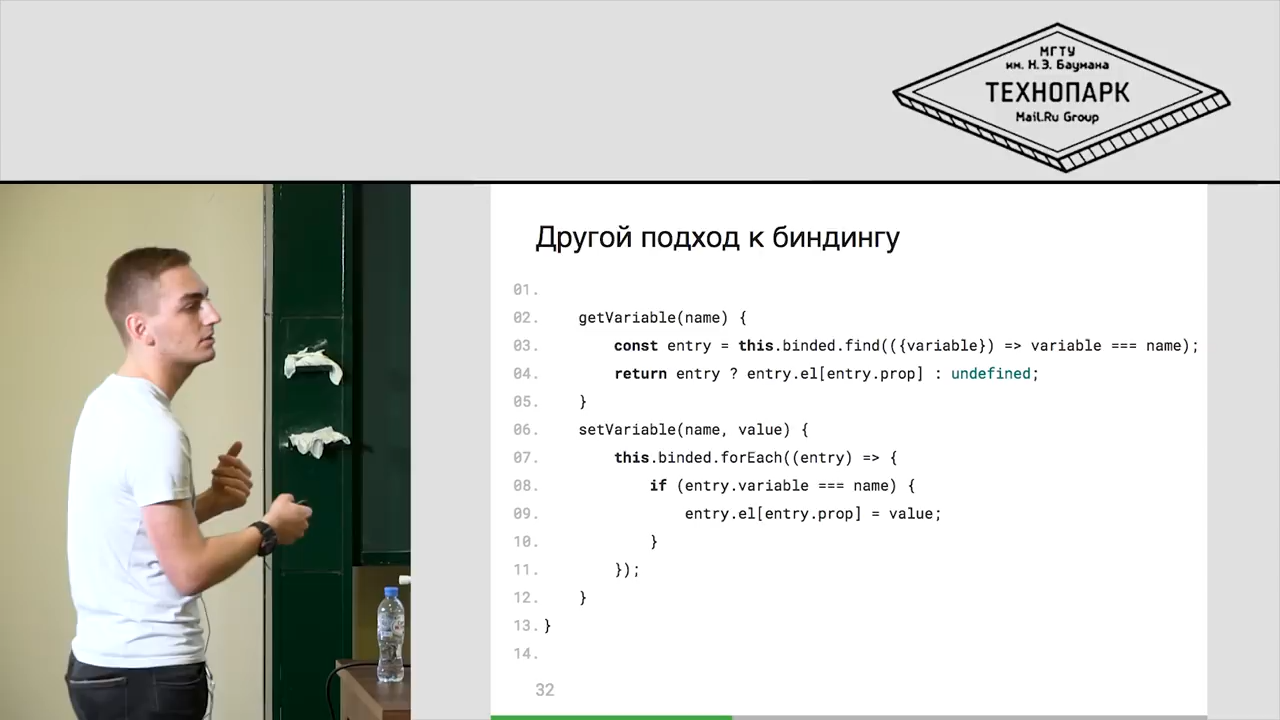 МГТУ
им. Н.Э. Баумана
ТЕХНОПАРК
Mail.Ru Group
Другой подход к биндингу
01.
02. getVariable(name) {
03. const entry = this.binded.find(({variable}) => variable === name);
04. return entry ? entry.el[entry.prop] : undefined;
05. }
06. setVariable(name, value) {
07. this.binded.forEach((entry) => {
08. if (entry.variable === name) {
09. entry.el[entry.prop] = value;
10. }
11. });
12. }
13. }
14.
32